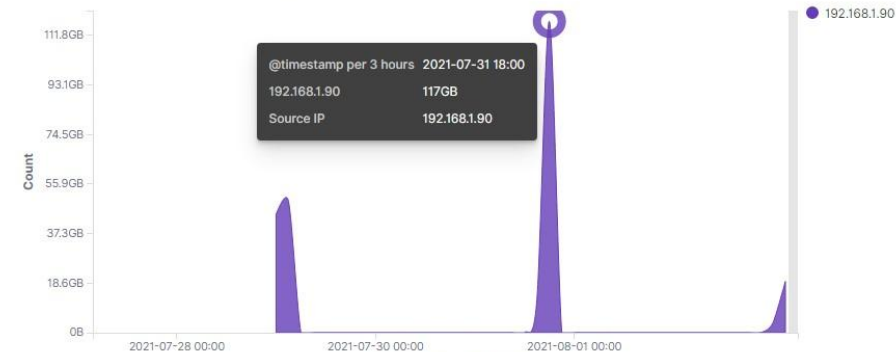 192.168.1.90
111.8GB
93.1GB
74.5GB
55.9GB
37.3GB
18.6GB
0B
Count
@timestamp per 3 hours 2021-07-31 18:00
192.168.1.90 117GB
Source IP 192.168.1.90
2021-07-28 00:00 2021-07-30 00:00 2021-08-01 00:00